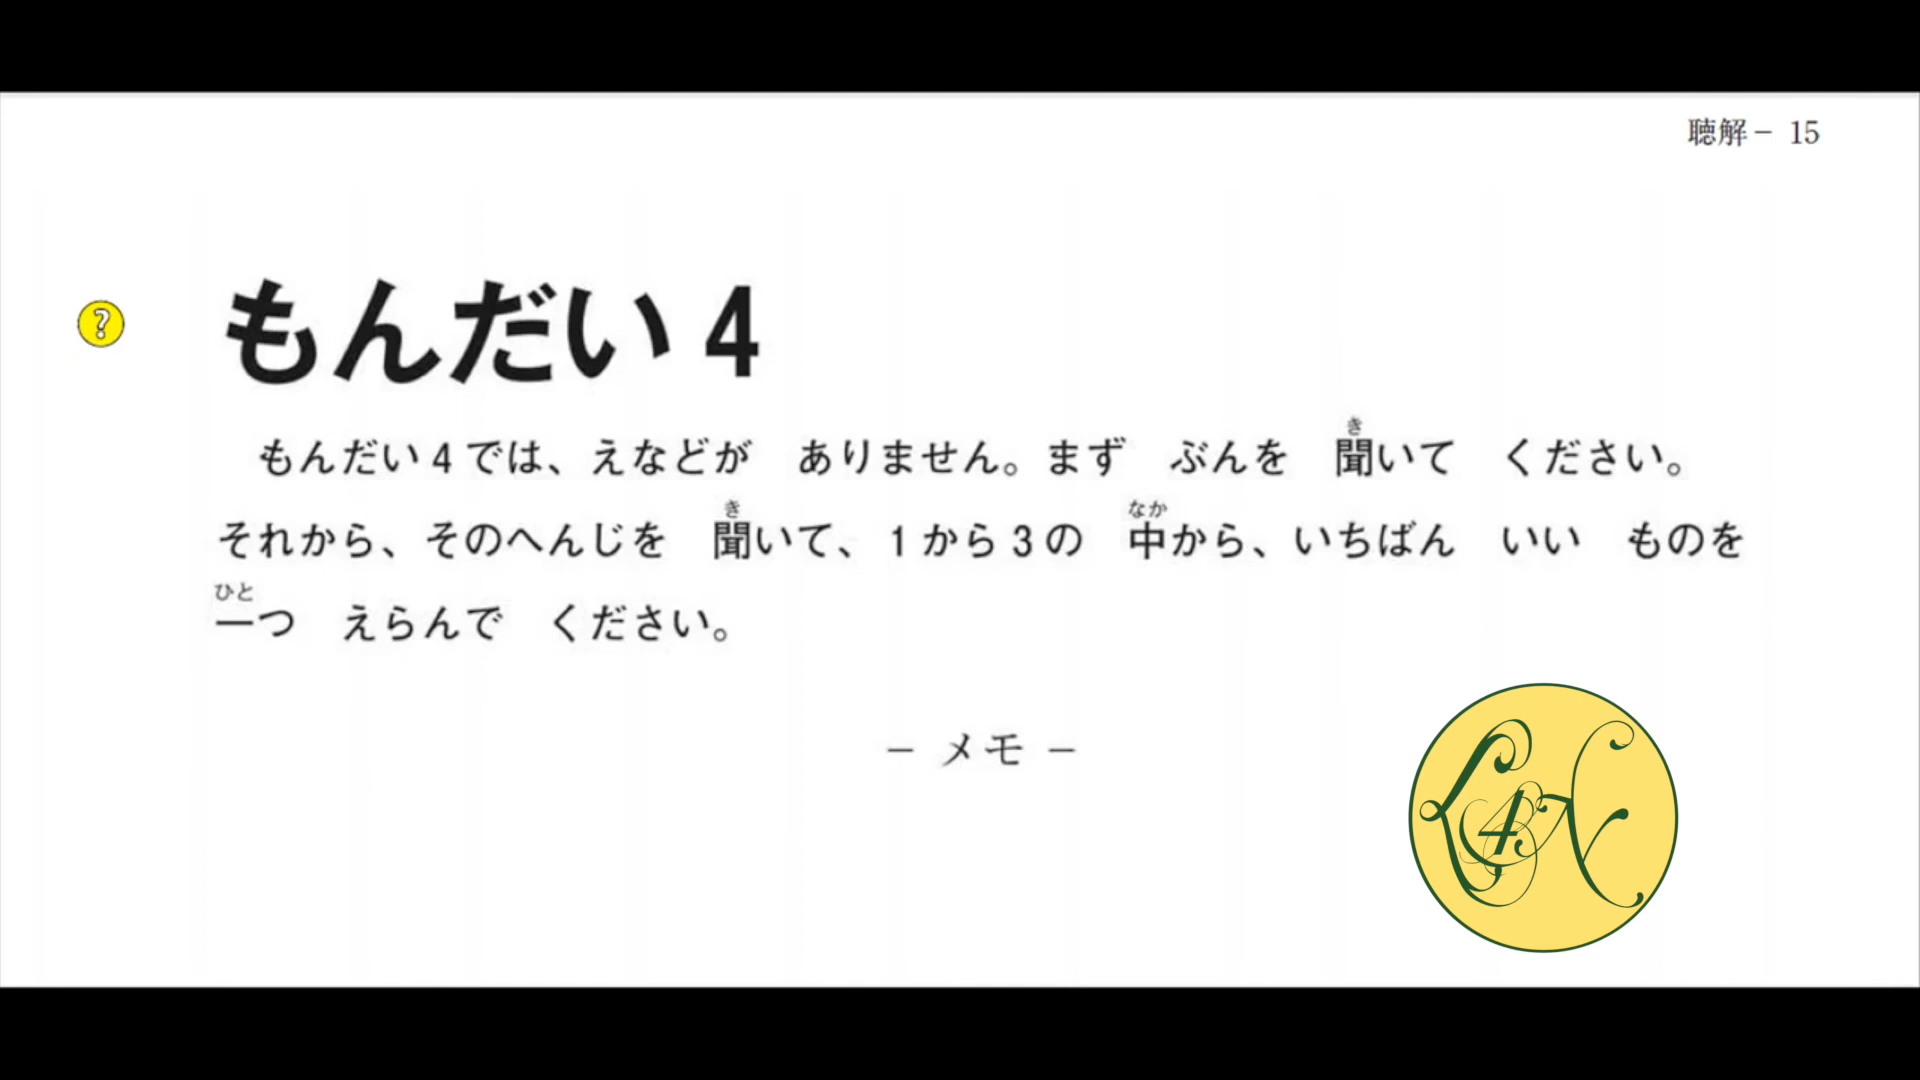 聴解－ 15
もんだい4
もんだい4では、えなどが　ありません。まず　ぶんを　聞いて　ください。
それから、そのへんじを　聞いて、1から3の　中から、いちばん　いい　ものを
一つ　えらんで　ください。
－ メモ －